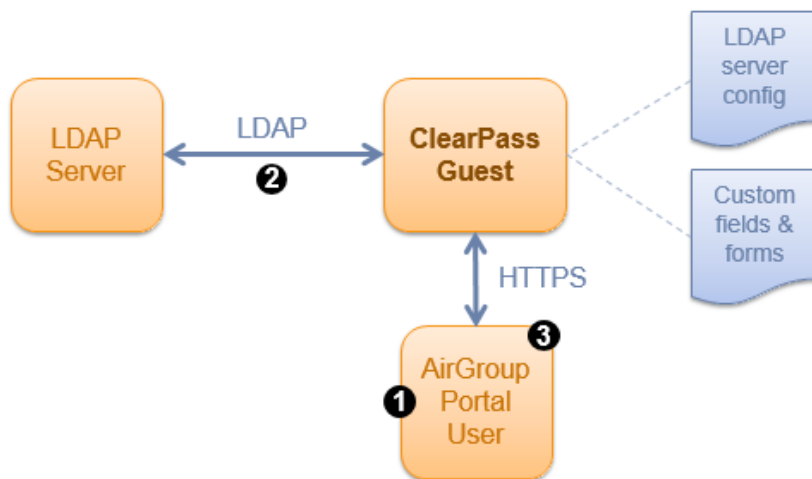 LDAP
server
config
LDAP
Server
LDAP
2
ClearPass
Guest
Custom
fields &
forms
HTTPS
3
1
AirGroup
Portal
User